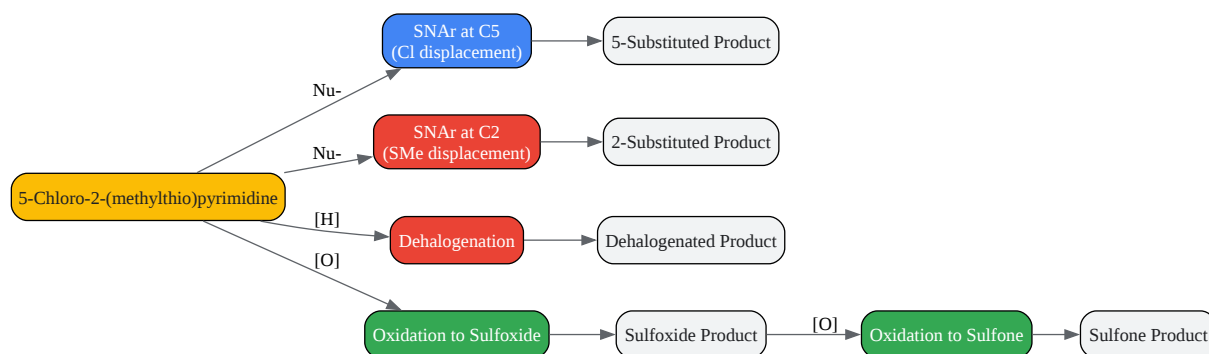 SNAr at C5
(Cl displacement)
5-Substituted Product
Nu-
SNAr at C2
(SMe displacement)
2-Substituted Product
Nu-
5-Chloro-2-(methylthio)pyrimidine
[H]
Dehalogenation
Dehalogenated Product
[O]
Oxidation to Sulfoxide
Sulfoxide Product
[O]
Oxidation to Sulfone
Sulfone Product